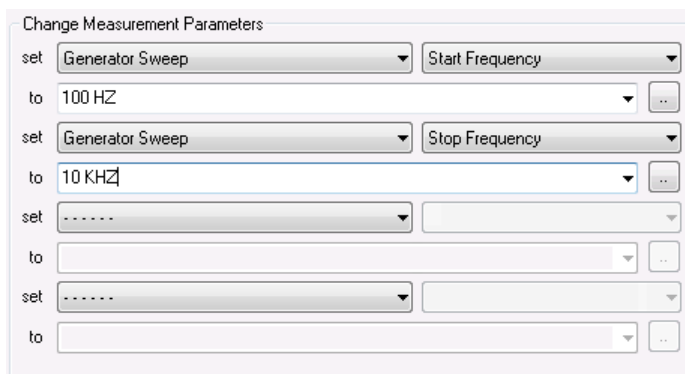 Change Measurement Parameters
set Generator Sweep Start Frequency
to 100 HZ ..
set Generator Sweep Stop Frequency
to 10 KHZ ..
set ------
to ..
set ------
to ..